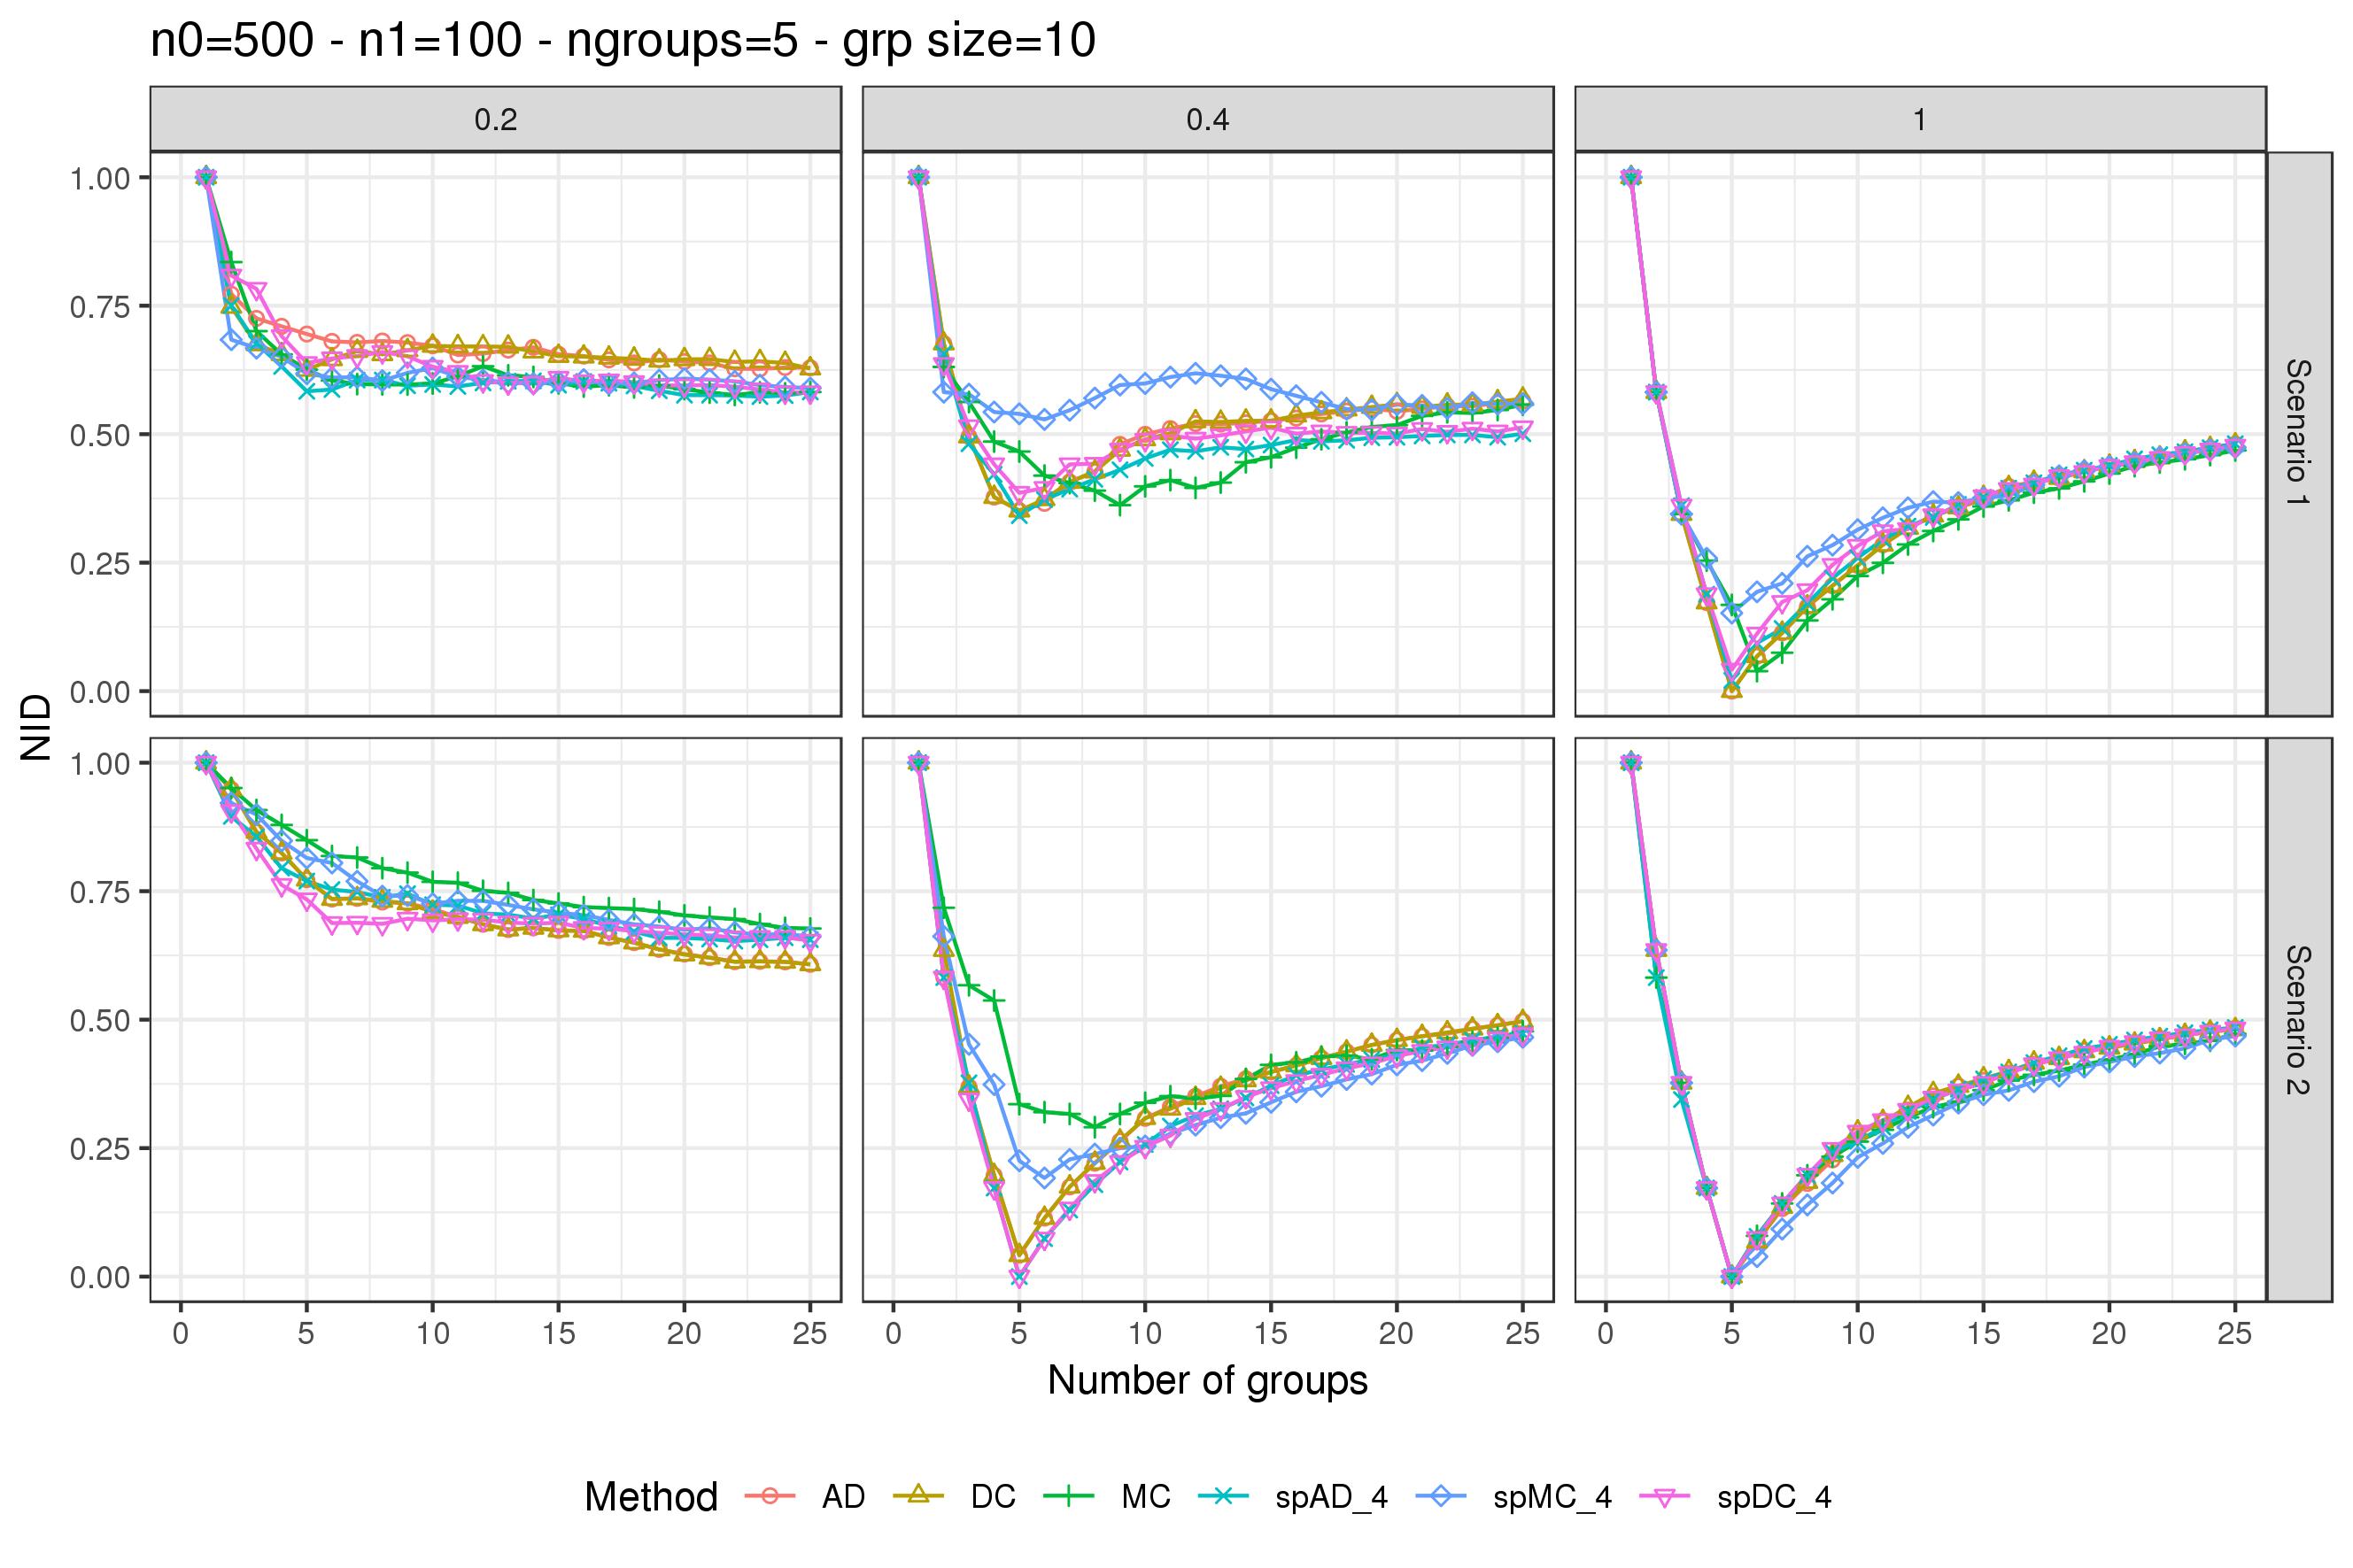 n0=500 - n1=100 - ngroups=5 - grp size=10
0.2 0.4 1
1.00
0.75
0.50
0.25
0.00
Scenario 1
NID
1.00
0.75
0.50
0.25
0.00
Scenario 2
0 5 10 15 20 25 0 5 10 15 20 25 0 5 10 15 20 25
Number of groups
Method AD DC MC spAD_4 spMC_4 spDC_4